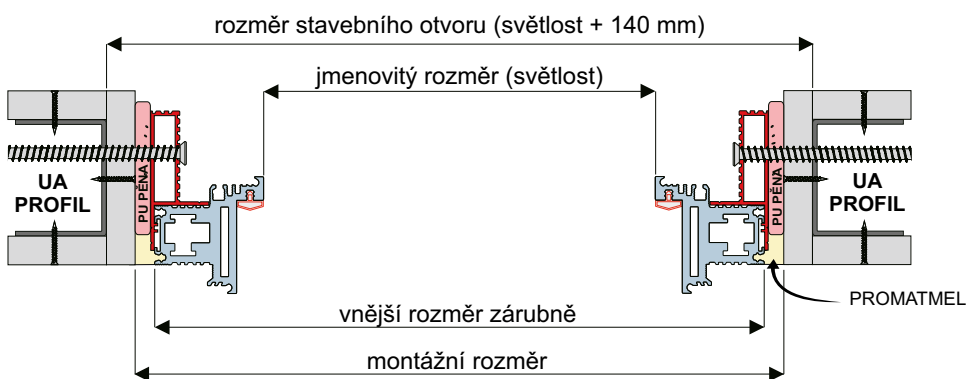 rozměr stavebního otvoru (světlost + 140 mm)
jmenovitý rozměr (světlost)
UA
PROFIL
PU PĚNA
PU PĚNA
UA
PROFIL
PROMATMEL
vnější rozměr zárubně
montážní rozměr